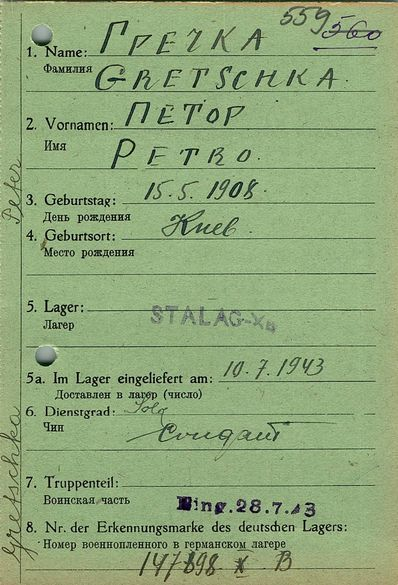 559 560
1. Name: ГРЕЧКА
Фамилия GRETSCHKA
2. Vornamen: ПЕТОР
Имя PETRO.
3. Geburtstag: 15.5.1908.
День рождения
4. Geburtsort: Киев.
Место рождения
5. Lager: STALAG-XB
Лагер
5a. Im Lager eingeliefert am: 10.7.1943
Доставлен в лагер (число)
6. Dienstgrad: Sold
Чин Солдат
7. Truppenteil:
Воинская часть Eing. 28.7.43
8. Nr. der Erkennungsmarke des deutschen Lagers:
Номер военнопленного в германском лагере
147898 X B
Gretschka Peter